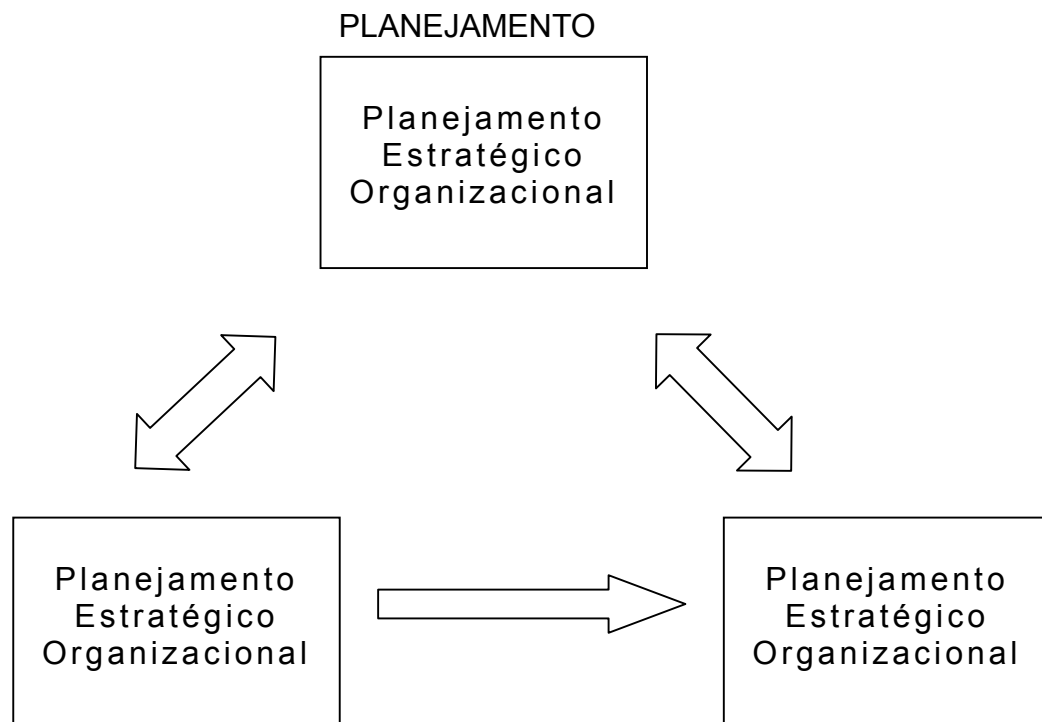 PLANEJAMENTO
Planejamento
Estratégico
Organizacional
Planejamento
Estratégico
Organizacional
Planejamento
Estratégico
Organizacional